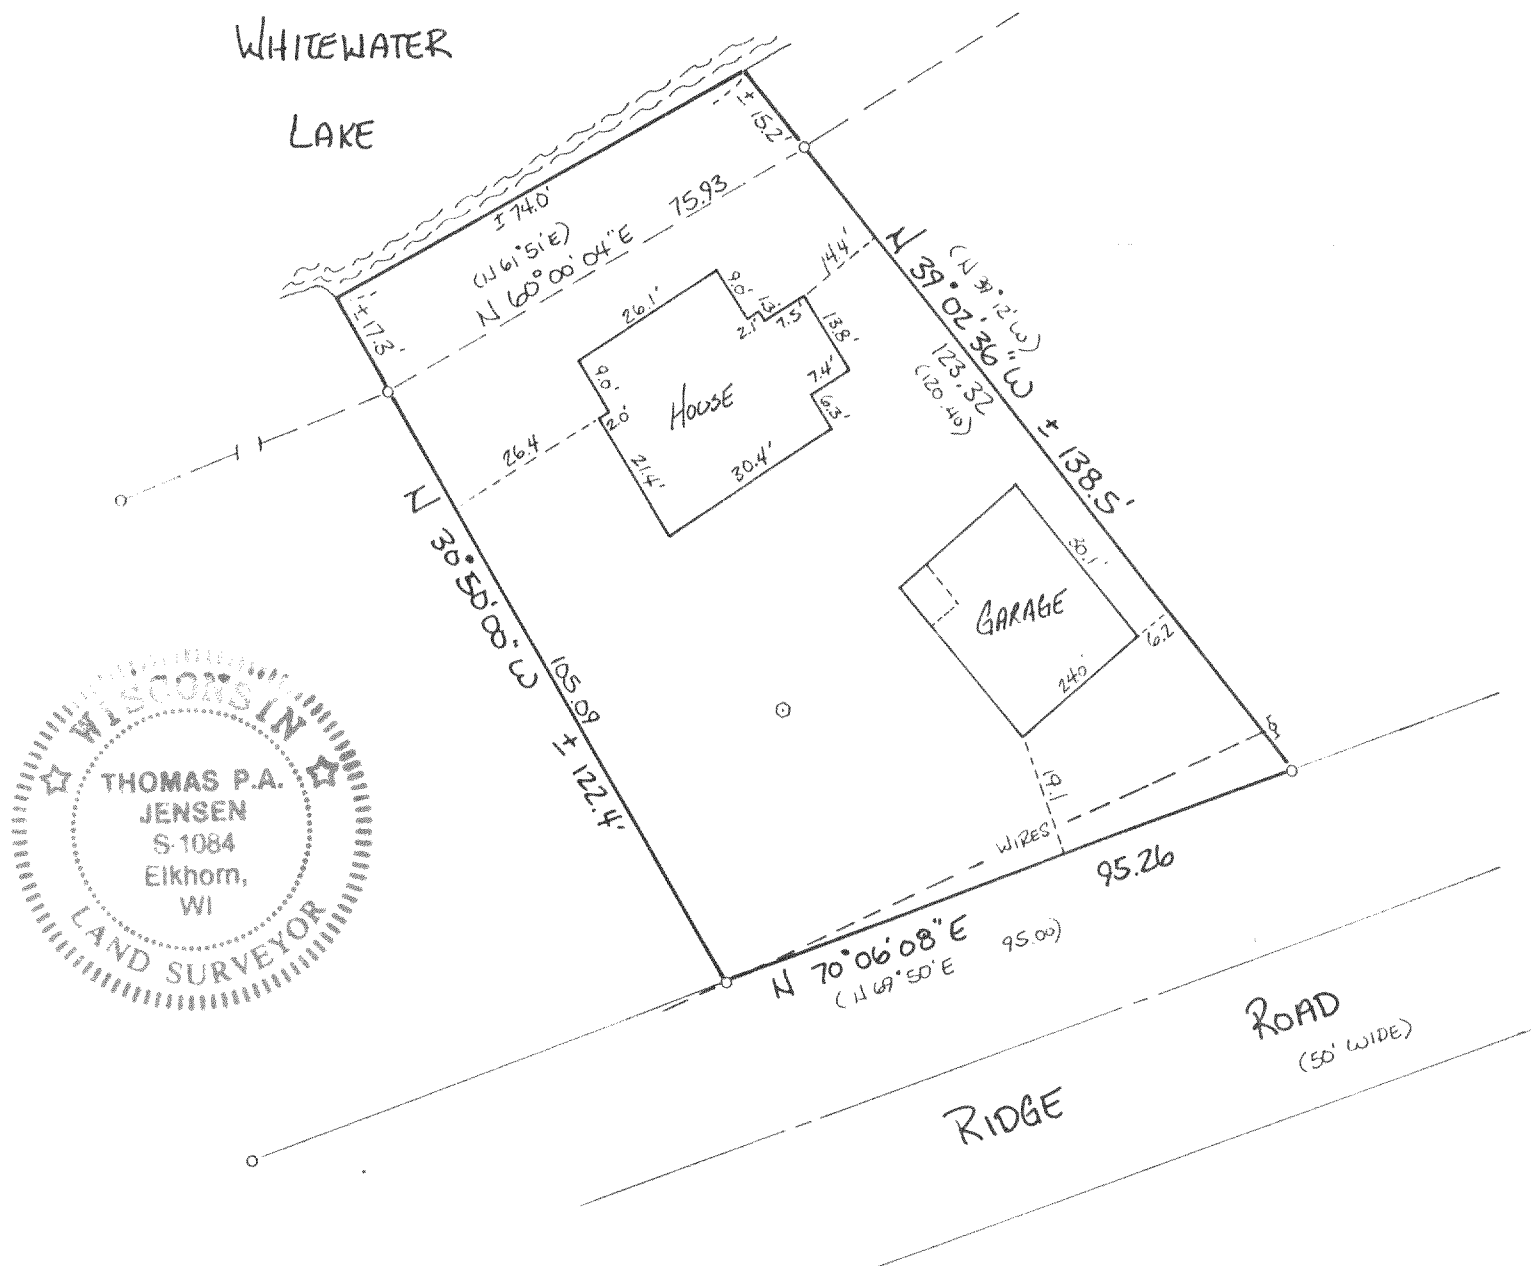 WHITEWATER
LAKE
± 15.2'
± 74.0'
75.93
(N 61°51'E)
N 60°00'04"E
± 17.3'
14.4'
N 39°02'36"W ± 138.5'
(N 39°12'W)
123.32
(120.40)
26.1'
9.0'
2.1'
7.5'
13.8'
7.4'
6.3'
9.0'
2.0'
HOUSE
21.4'
30.4'
26.4
N 30°50'00"W
105.09 ± 122.4'
30.1'
GARAGE
24.0'
6.2
19.1
WIRES
95.26
N 70°06'08"E
(N 69°50'E 95.00)
ROAD
(50' WIDE)
RIDGE
WISCONSIN
THOMAS P.A.
JENSEN
S-1084
Elkhorn,
WI
LAND SURVEYOR